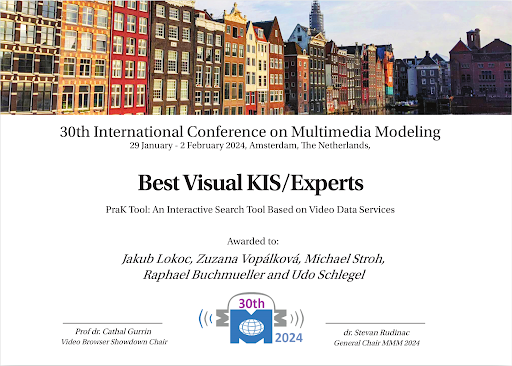 30th International Conference on Multimedia Modeling
29 January - 2 February 2024, Amsterdam, The Netherlands,
Best Visual KIS/Experts
PraK Tool: An Interactive Search Tool Based on Video Data Services
Awarded to:
Jakub Lokoc, Zuzana Vopálková, Michael Stroh,
Raphael Buchmueller and Udo Schlegel
30th
M M M
2024
Prof dr. Cathal Gurrin
Video Browser Showdown Chair
dr. Stevan Rudinac
General Chair MMM 2024